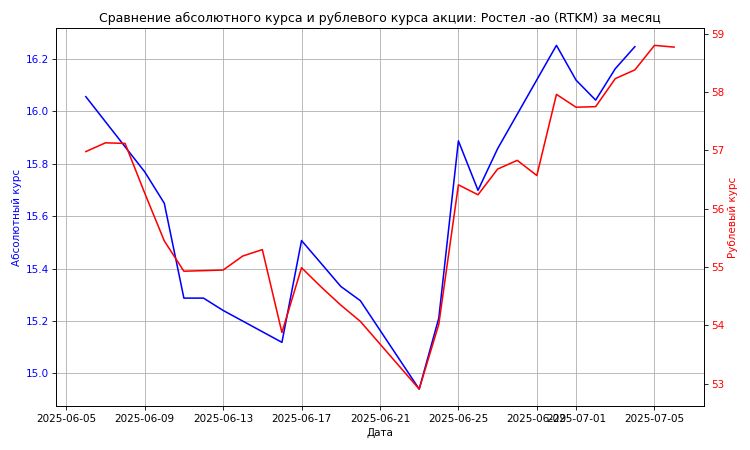 Сравнение абсолютного курса и рублевого курса акции: Ростел -ао (RTKM) за месяц
Абсолютный курс
16.2
16.0
15.8
15.6
15.4
15.2
15.0
59
58
57
56
55
54
53
Рублевый курс
2025-06-05 2025-06-09 2025-06-13 2025-06-17 2025-06-21 2025-06-25 2025-06-29 2025-07-01 2025-07-05
Дата